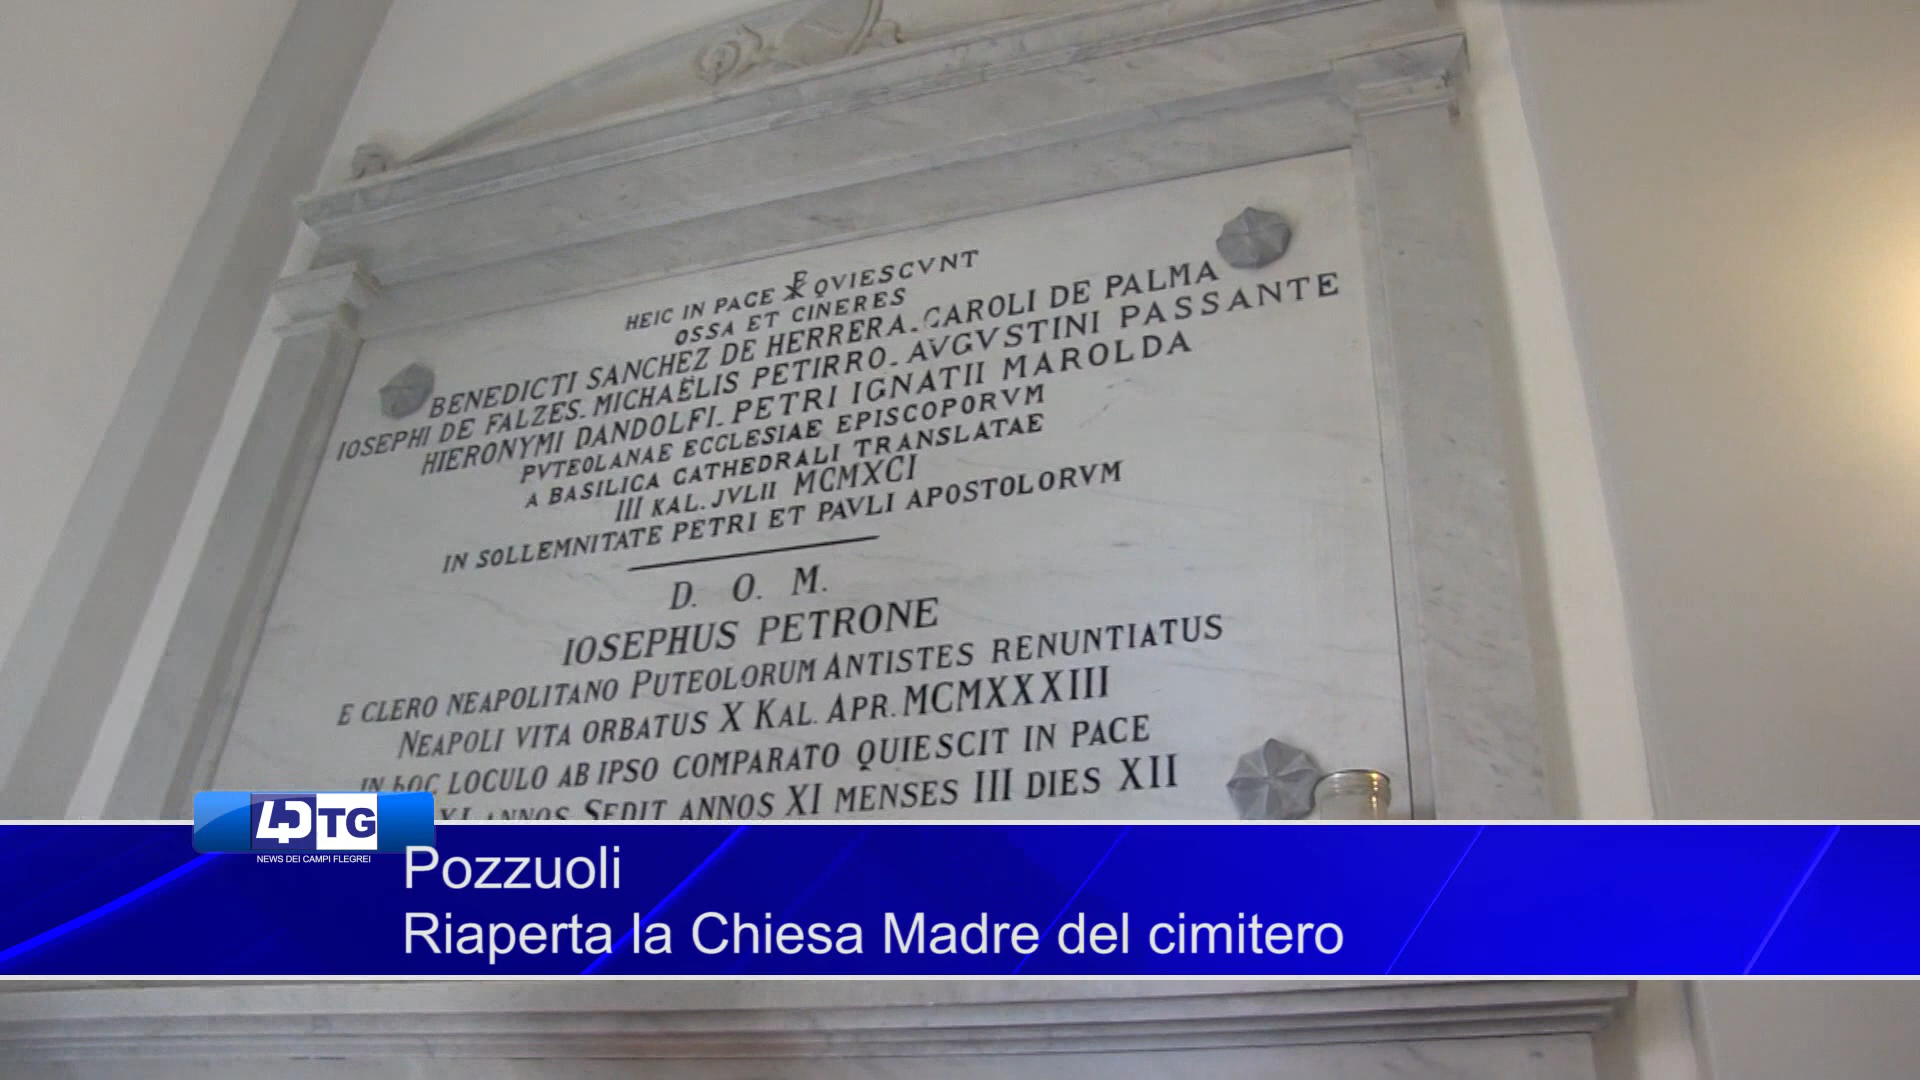 HEIC IN PACE QVIESCVNT
OSSA ET CINERES
BENEDICTI SANCHEZ DE HERRERA. CAROLI DE PALMA
IOSEPHI DE FALZES. MICHAËLIS PETIRRO. AVGVSTINI PASSANTE
HIERONYMI DANDOLFI. PETRI IGNATII MAROLDA
PVTEOLANAE ECCLESIAE EPISCOPORVM
A BASILICA CATHEDRALI TRANSLATAE
III KAL. JVLII MCMXCI
IN SOLLEMNITATE PETRI ET PAVLI APOSTOLORVM
D. O. M.
IOSEPHUS PETRONE
E CLERO NEAPOLITANO PUTEOLORUM ANTISTES RENUNTIATUS
NEAPOLI VITA ORBATUS X KAL. APR. MCMXXXIII
IN hOC LOCULO AB IPSO COMPARATO QUIESCIT IN PACE
ANNOS SEDIT ANNOS XI MENSES III DIES XII
4DTG
NEWS DEI CAMPI FLEGREI
Pozzuoli
Riaperta la Chiesa Madre del cimitero